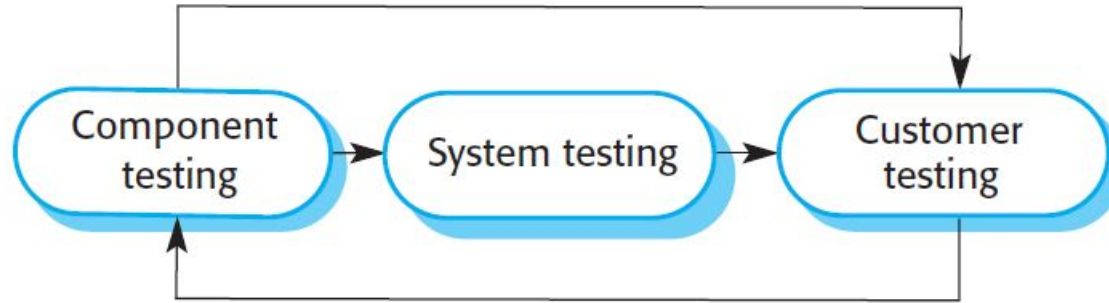 Component
testing
System testing
Customer
testing